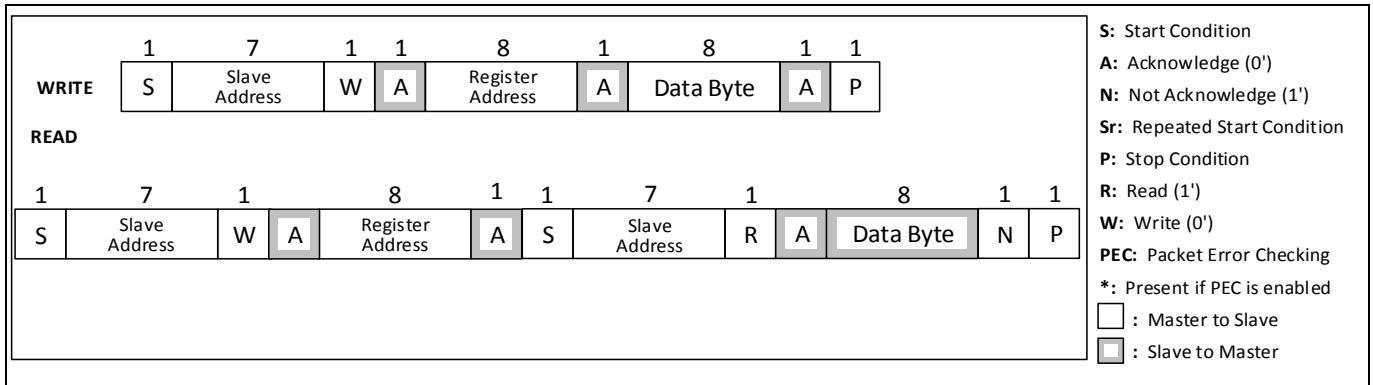 1 7 1 1 8 1 8 1 1
WRITE S Slave Address W A Register Address A Data Byte A P
READ
1 7 1 8 1 1 7 1 8 1 1
S Slave Address W A Register Address A S Slave Address R A Data Byte N P
S: Start Condition
A: Acknowledge (0')
N: Not Acknowledge (1')
Sr: Repeated Start Condition
P: Stop Condition
R: Read (1')
W: Write (0')
PEC: Packet Error Checking
*: Present if PEC is enabled
: Master to Slave
: Slave to Master